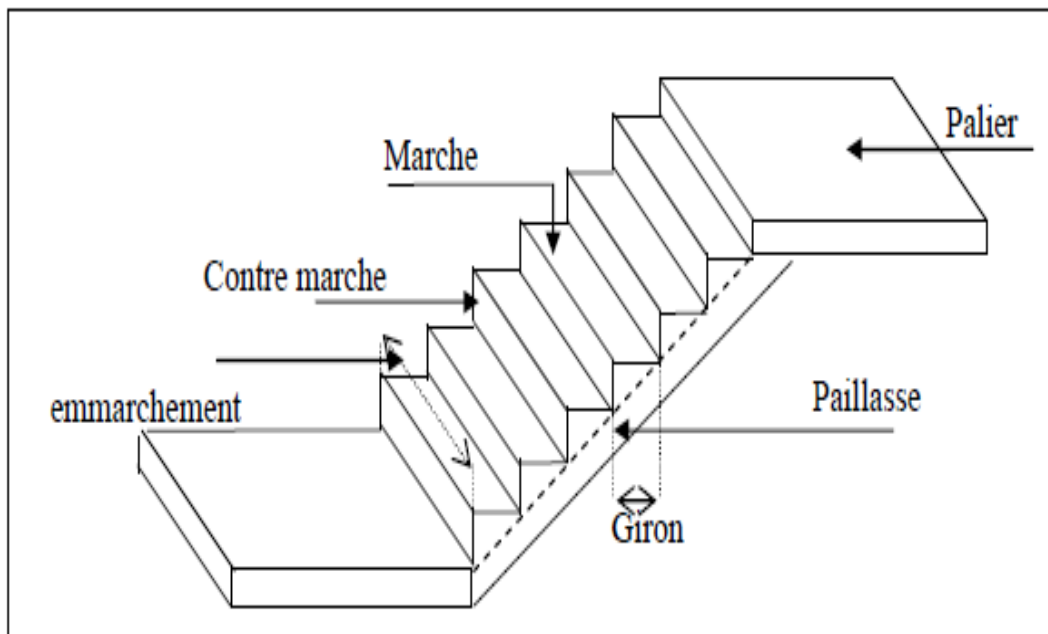 Palier
Marche
Contre marche
emmarchement
Paillasse
Giron